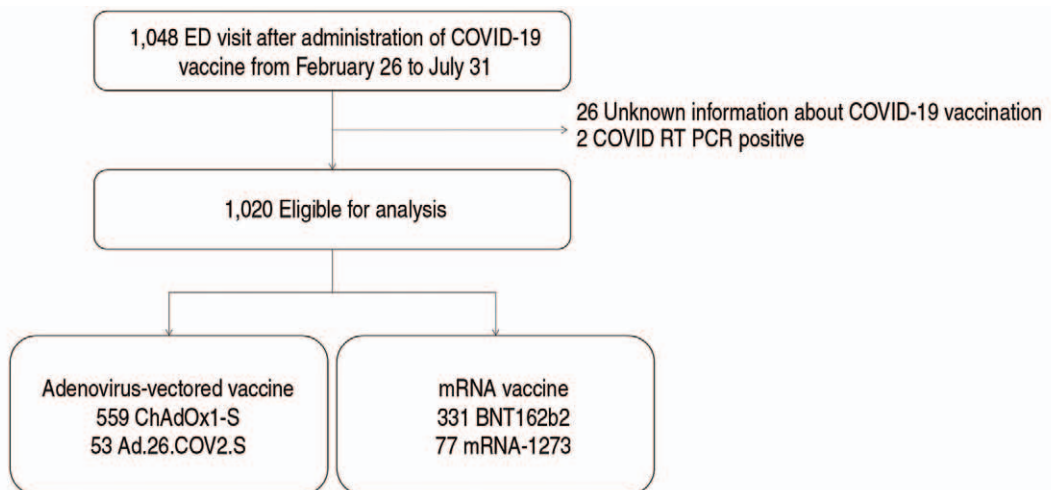 1,048 ED visit after administration of COVID-19
vaccine from February 26 to July 31
26 Unknown information about COVID-19 vaccination
2 COVID RT PCR positive
1,020 Eligible for analysis
Adenovirus-vectored vaccine
559 ChAdOx1-S
53 Ad.26.COV2.S
mRNA vaccine
331 BNT162b2
77 mRNA-1273